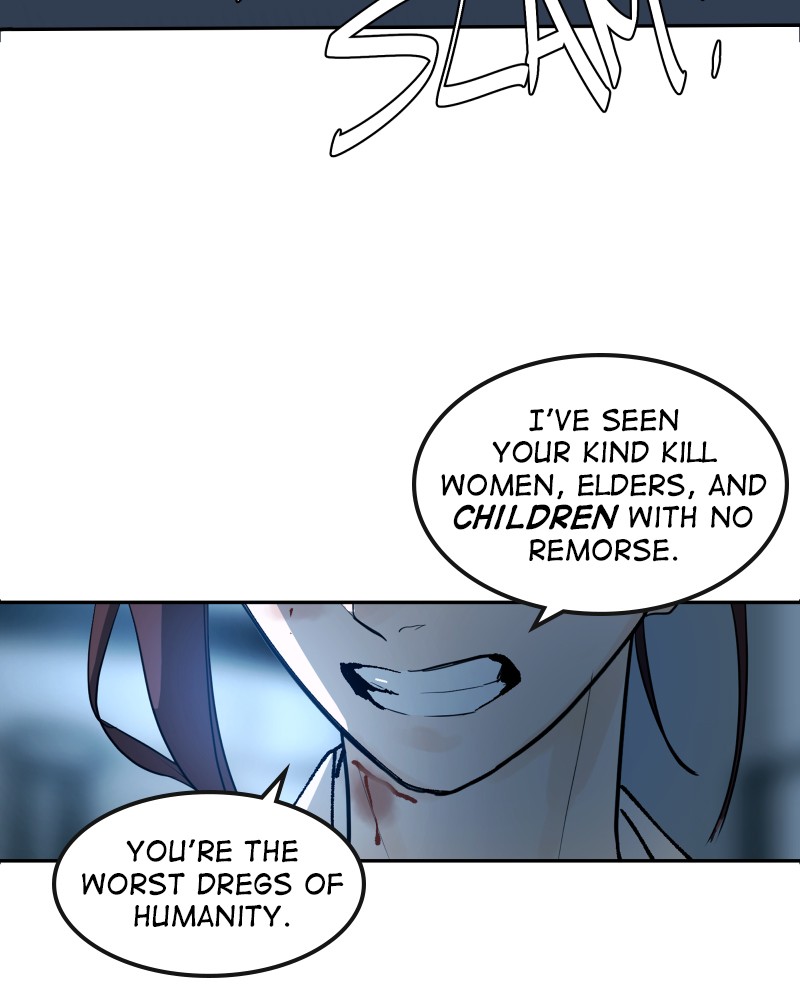 SLAM.
I'VE SEEN
YOUR KIND KILL
WOMEN, ELDERS, AND
CHILDREN WITH NO
REMORSE.
YOU'RE THE
WORST DREGS OF
HUMANITY.